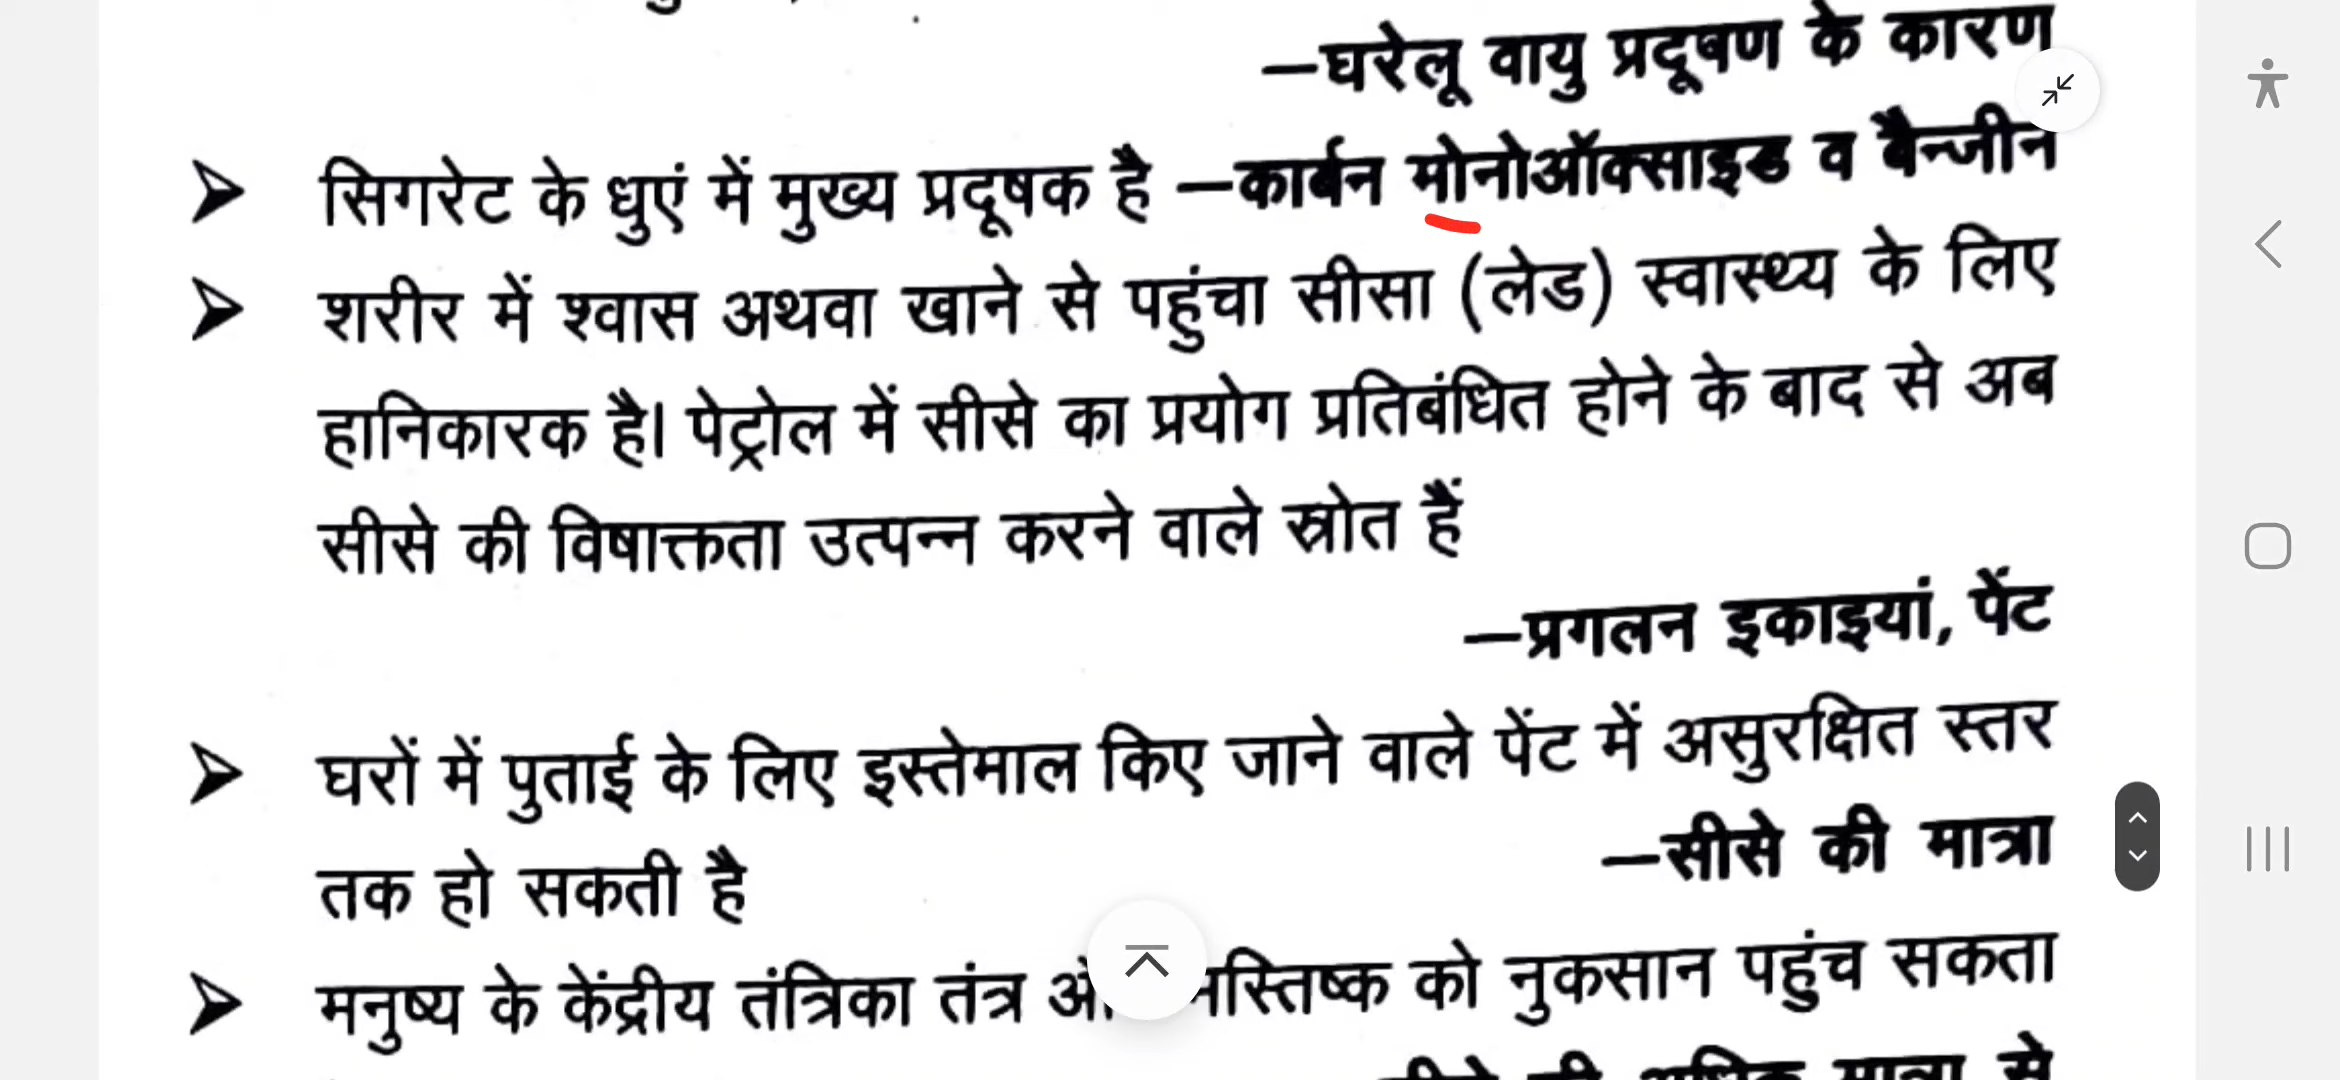 —घरेलू वायु प्रदूषण के कारण
सिगरेट के धुएं में मुख्य प्रदूषक है —कार्बन मोनोऑक्साइड व बैन्जीन
शरीर में श्वास अथवा खाने से पहुंचा सीसा (लेड) स्वास्थ्य के लिए
हानिकारक है। पेट्रोल में सीसे का प्रयोग प्रतिबंधित होने के बाद से अब
सीसे की विषाक्तता उत्पन्न करने वाले स्रोत हैं
—प्रगलन इकाइयां, पेंट
घरों में पुताई के लिए इस्तेमाल किए जाने वाले पेंट में असुरक्षित स्तर
तक हो सकती है —सीसे की मात्रा
मनुष्य के केंद्रीय तंत्रिका तंत्र को नुकसान पहुंच सकता